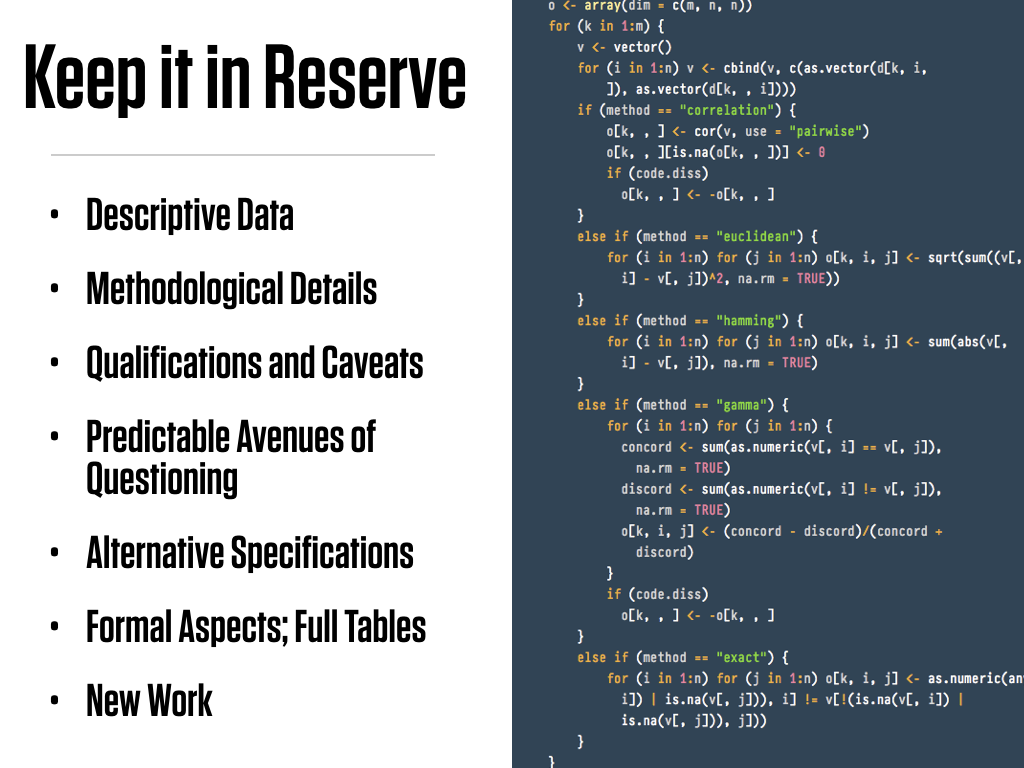 Keep it in Reserve
• Descriptive Data
• Methodological Details
• Qualifications and Caveats
• Predictable Avenues of
Questioning
• Alternative Specifications
• Formal Aspects; Full Tables
• New Work
o <- array(dim = c(m, n, n))
for (k in 1:m) {
v <- vector()
for (i in 1:n) v <- cbind(v, c(as.vector(d[k, i,
]), as.vector(d[k, , i])))
if (method == "correlation") {
o[k, , ] <- cor(v, use = "pairwise")
o[k, , ][is.na(o[k, , ])] <- 0
if (code.diss)
o[k, , ] <- -o[k, , ]
}
else if (method == "euclidean") {
for (i in 1:n) for (j in 1:n) o[k, i, j] <- sqrt(sum((v[,
i] - v[, j])^2, na.rm = TRUE))
}
else if (method == "hamming") {
for (i in 1:n) for (j in 1:n) o[k, i, j] <- sum(abs(v[,
i] - v[, j]), na.rm = TRUE)
}
else if (method == "gamma") {
for (i in 1:n) for (j in 1:n) {
concord <- sum(as.numeric(v[, i] == v[, j]),
na.rm = TRUE)
discord <- sum(as.numeric(v[, i] != v[, j]),
na.rm = TRUE)
o[k, i, j] <- (concord - discord)/(concord +
discord)
}
if (code.diss)
o[k, , ] <- -o[k, , ]
}
else if (method == "exact") {
for (i in 1:n) for (j in 1:n) o[k, i, j] <- as.numeric(an
i]) | is.na(v[, j])), i] != v[!(is.na(v[, i]) |
is.na(v[, j])), j]))
}
}